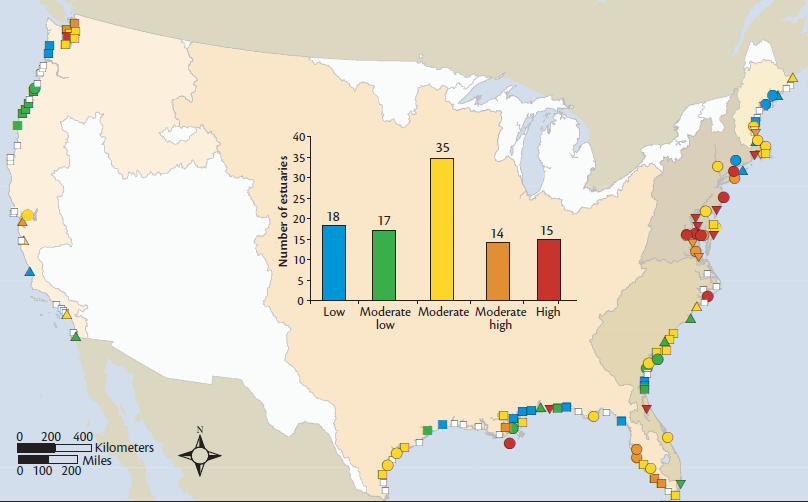 40
35
35
30
25
20
18
17
15
14
15
10
5
0
Number of estuaries
Low
Moderate low
Moderate
Moderate high
High
N
0 200 400
Kilometers
Miles
0 100 200